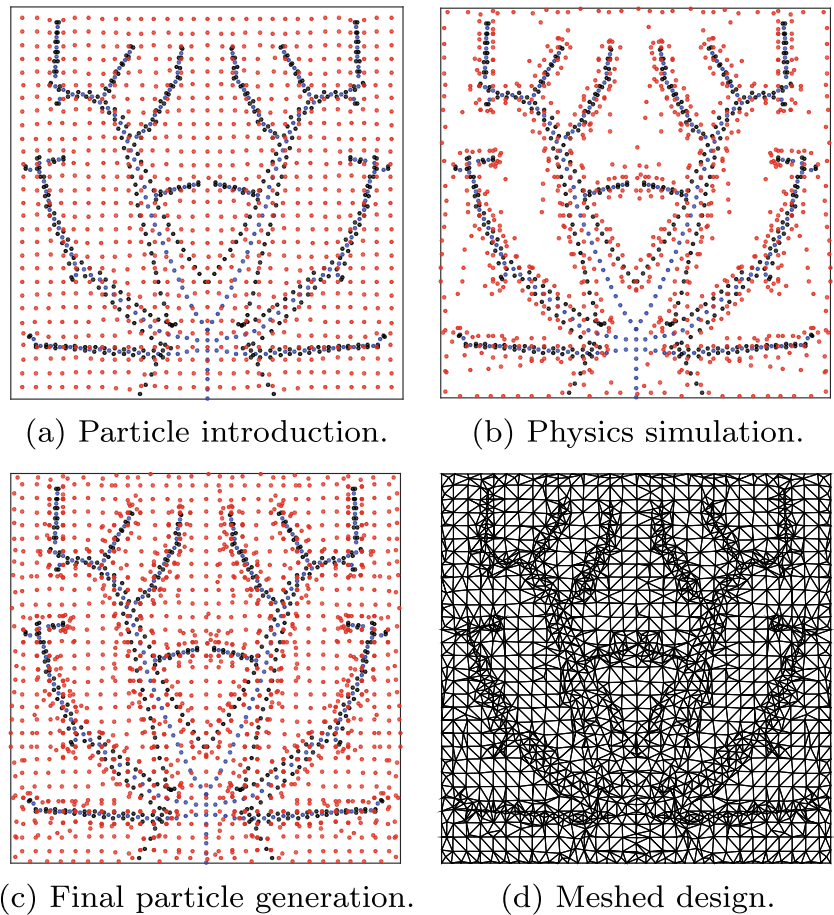 (a) Particle introduction.
(b) Physics simulation.
(c) Final particle generation.
(d) Meshed design.